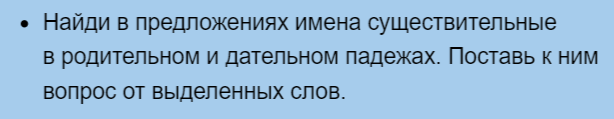 • Найди в предложениях имена существительные
в родительном и дательном падежах. Поставь к ним
вопрос от выделенных слов.